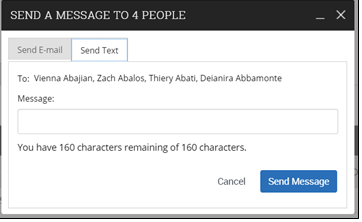 SEND A MESSAGE TO 4 PEOPLE
Send E-mail Send Text
To: Vienna Abajian, Zach Abalos, Thiery Abati, Deianira Abbamonte
Message:
You have 160 characters remaining of 160 characters.
Cancel Send Message